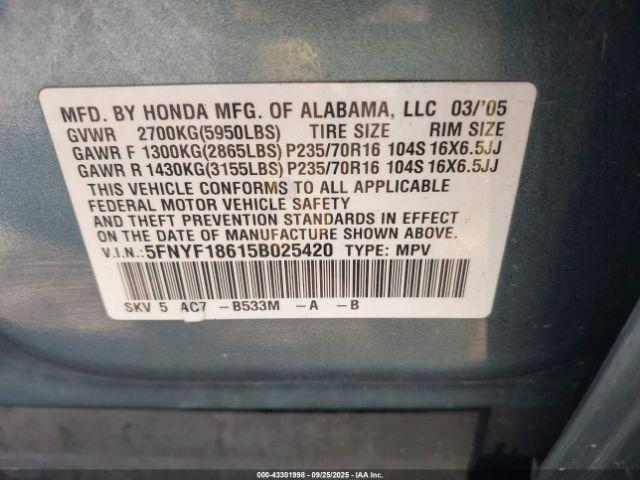 MFD. BY HONDA MFG. OF ALABAMA, LLC 03/'05
GVWR 2700KG(5950LBS) TIRE SIZE RIM SIZE
GAWR F 1300KG(2865LBS) P235/70R16 104S 16X6.5JJ
GAWR R 1430KG(3155LBS) P235/70R16 104S 16X6.5JJ
THIS VEHICLE CONFORMS TO ALL APPLICABLE
FEDERAL MOTOR VEHICLE SAFETY
AND THEFT PREVENTION STANDARDS IN EFFECT
ON THE DATE OF MANUFACTURE SHOWN ABOVE.
V.I.N.:5FNYF18615B025420 TYPE: MPV
SKV 5 AC7 -B533M -A -B
000-43301998 - 09/25/2025 - IAA Inc.